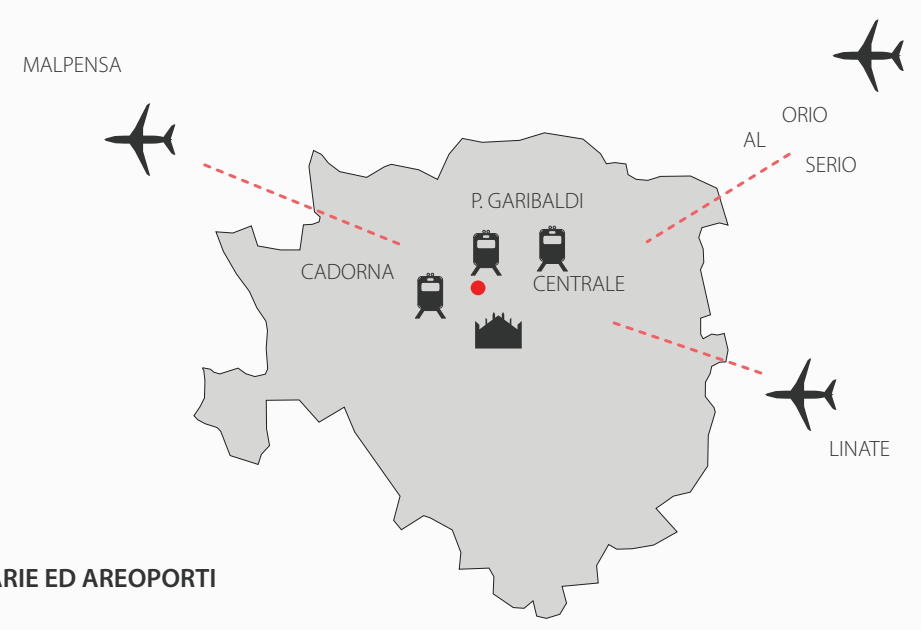 MALPENSA
ORIO
AL
SERIO
P. GARIBALDI
CADORNA
CENTRALE
LINATE
ARIE ED AREOPORTI